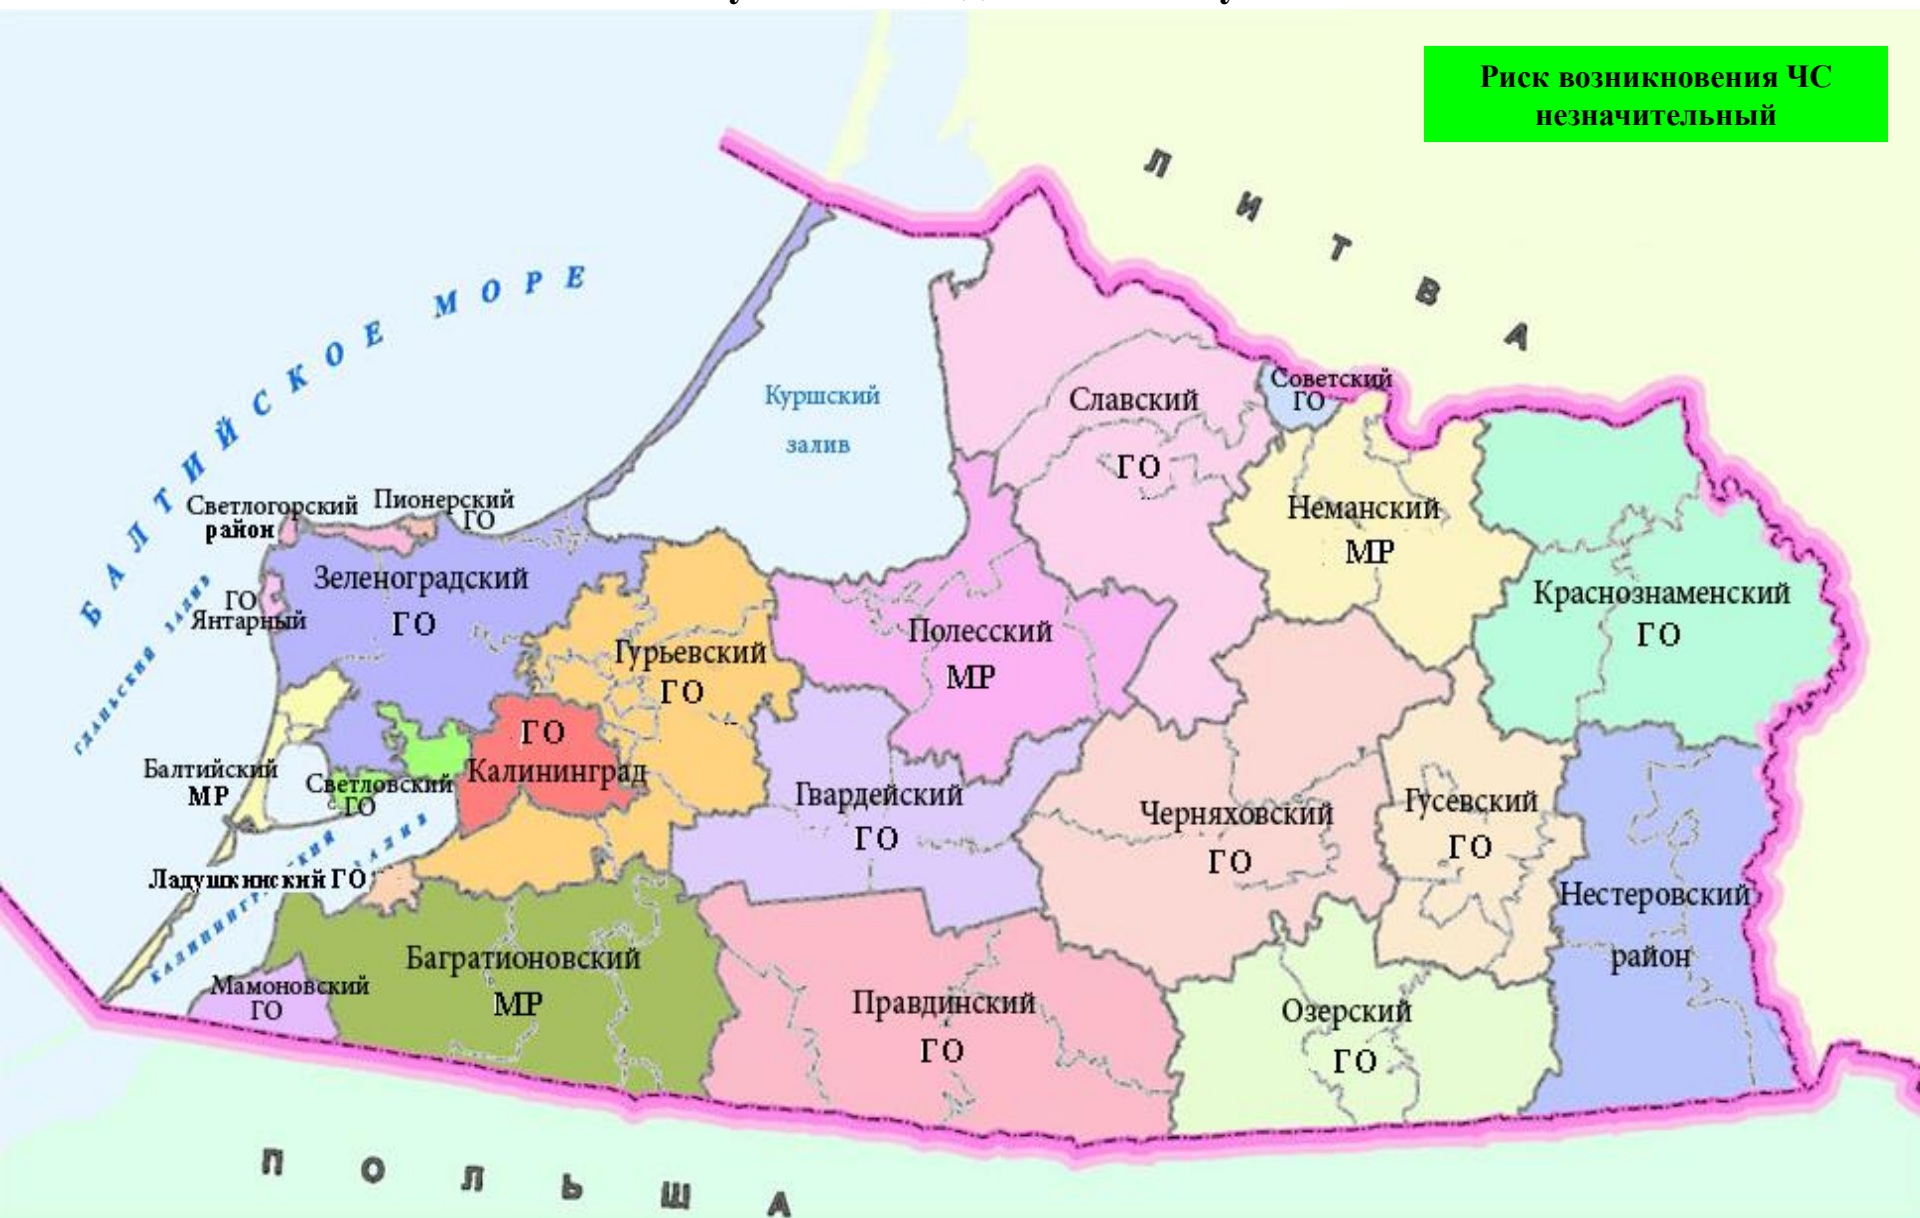 Риск возникновения ЧС
незначительный
ЛИТВА
БАЛТИЙСКОЕ МОРЕ
Куршский
залив
Славский
ГО
Советский
ГО
Неманский
МР
Краснознаменский
ГО
Светлогорский
район
Пионерский
ГО
Зеленоградский
ГО
ГО
Янтарный
ГДАНЬСКИЙ ЗАЛИВ
Гурьевский
ГО
Полесский
МР
ГО
Калининград
Балтийский
МР
Светловский
ГО
Гвардейский
ГО
Черняховский
ГО
Гусевский
ГО
Нестеровский
район
Ладушкинский ГО
Багратионовский
МР
Мамоновский
ГО
Правдинский
ГО
Озерский
ГО
ПОЛЬША